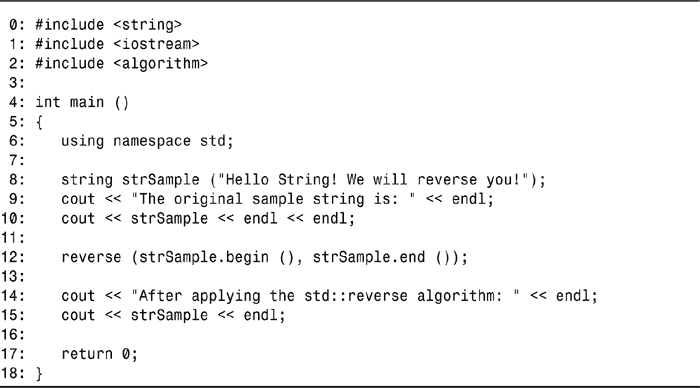 0: #include <string>
1: #include <iostream>
2: #include <algorithm>
3:
4: int main ()
5: {
6:    using namespace std;
7:
8:    string strSample ("Hello String! We will reverse you!");
9:    cout << "The original sample string is: " << endl;
10:    cout << strSample << endl << endl;
11:
12:    reverse (strSample.begin (), strSample.end ());
13:
14:    cout << "After applying the std::reverse algorithm: " << endl;
15:    cout << strSample << endl;
16:
17:    return 0;
18: }